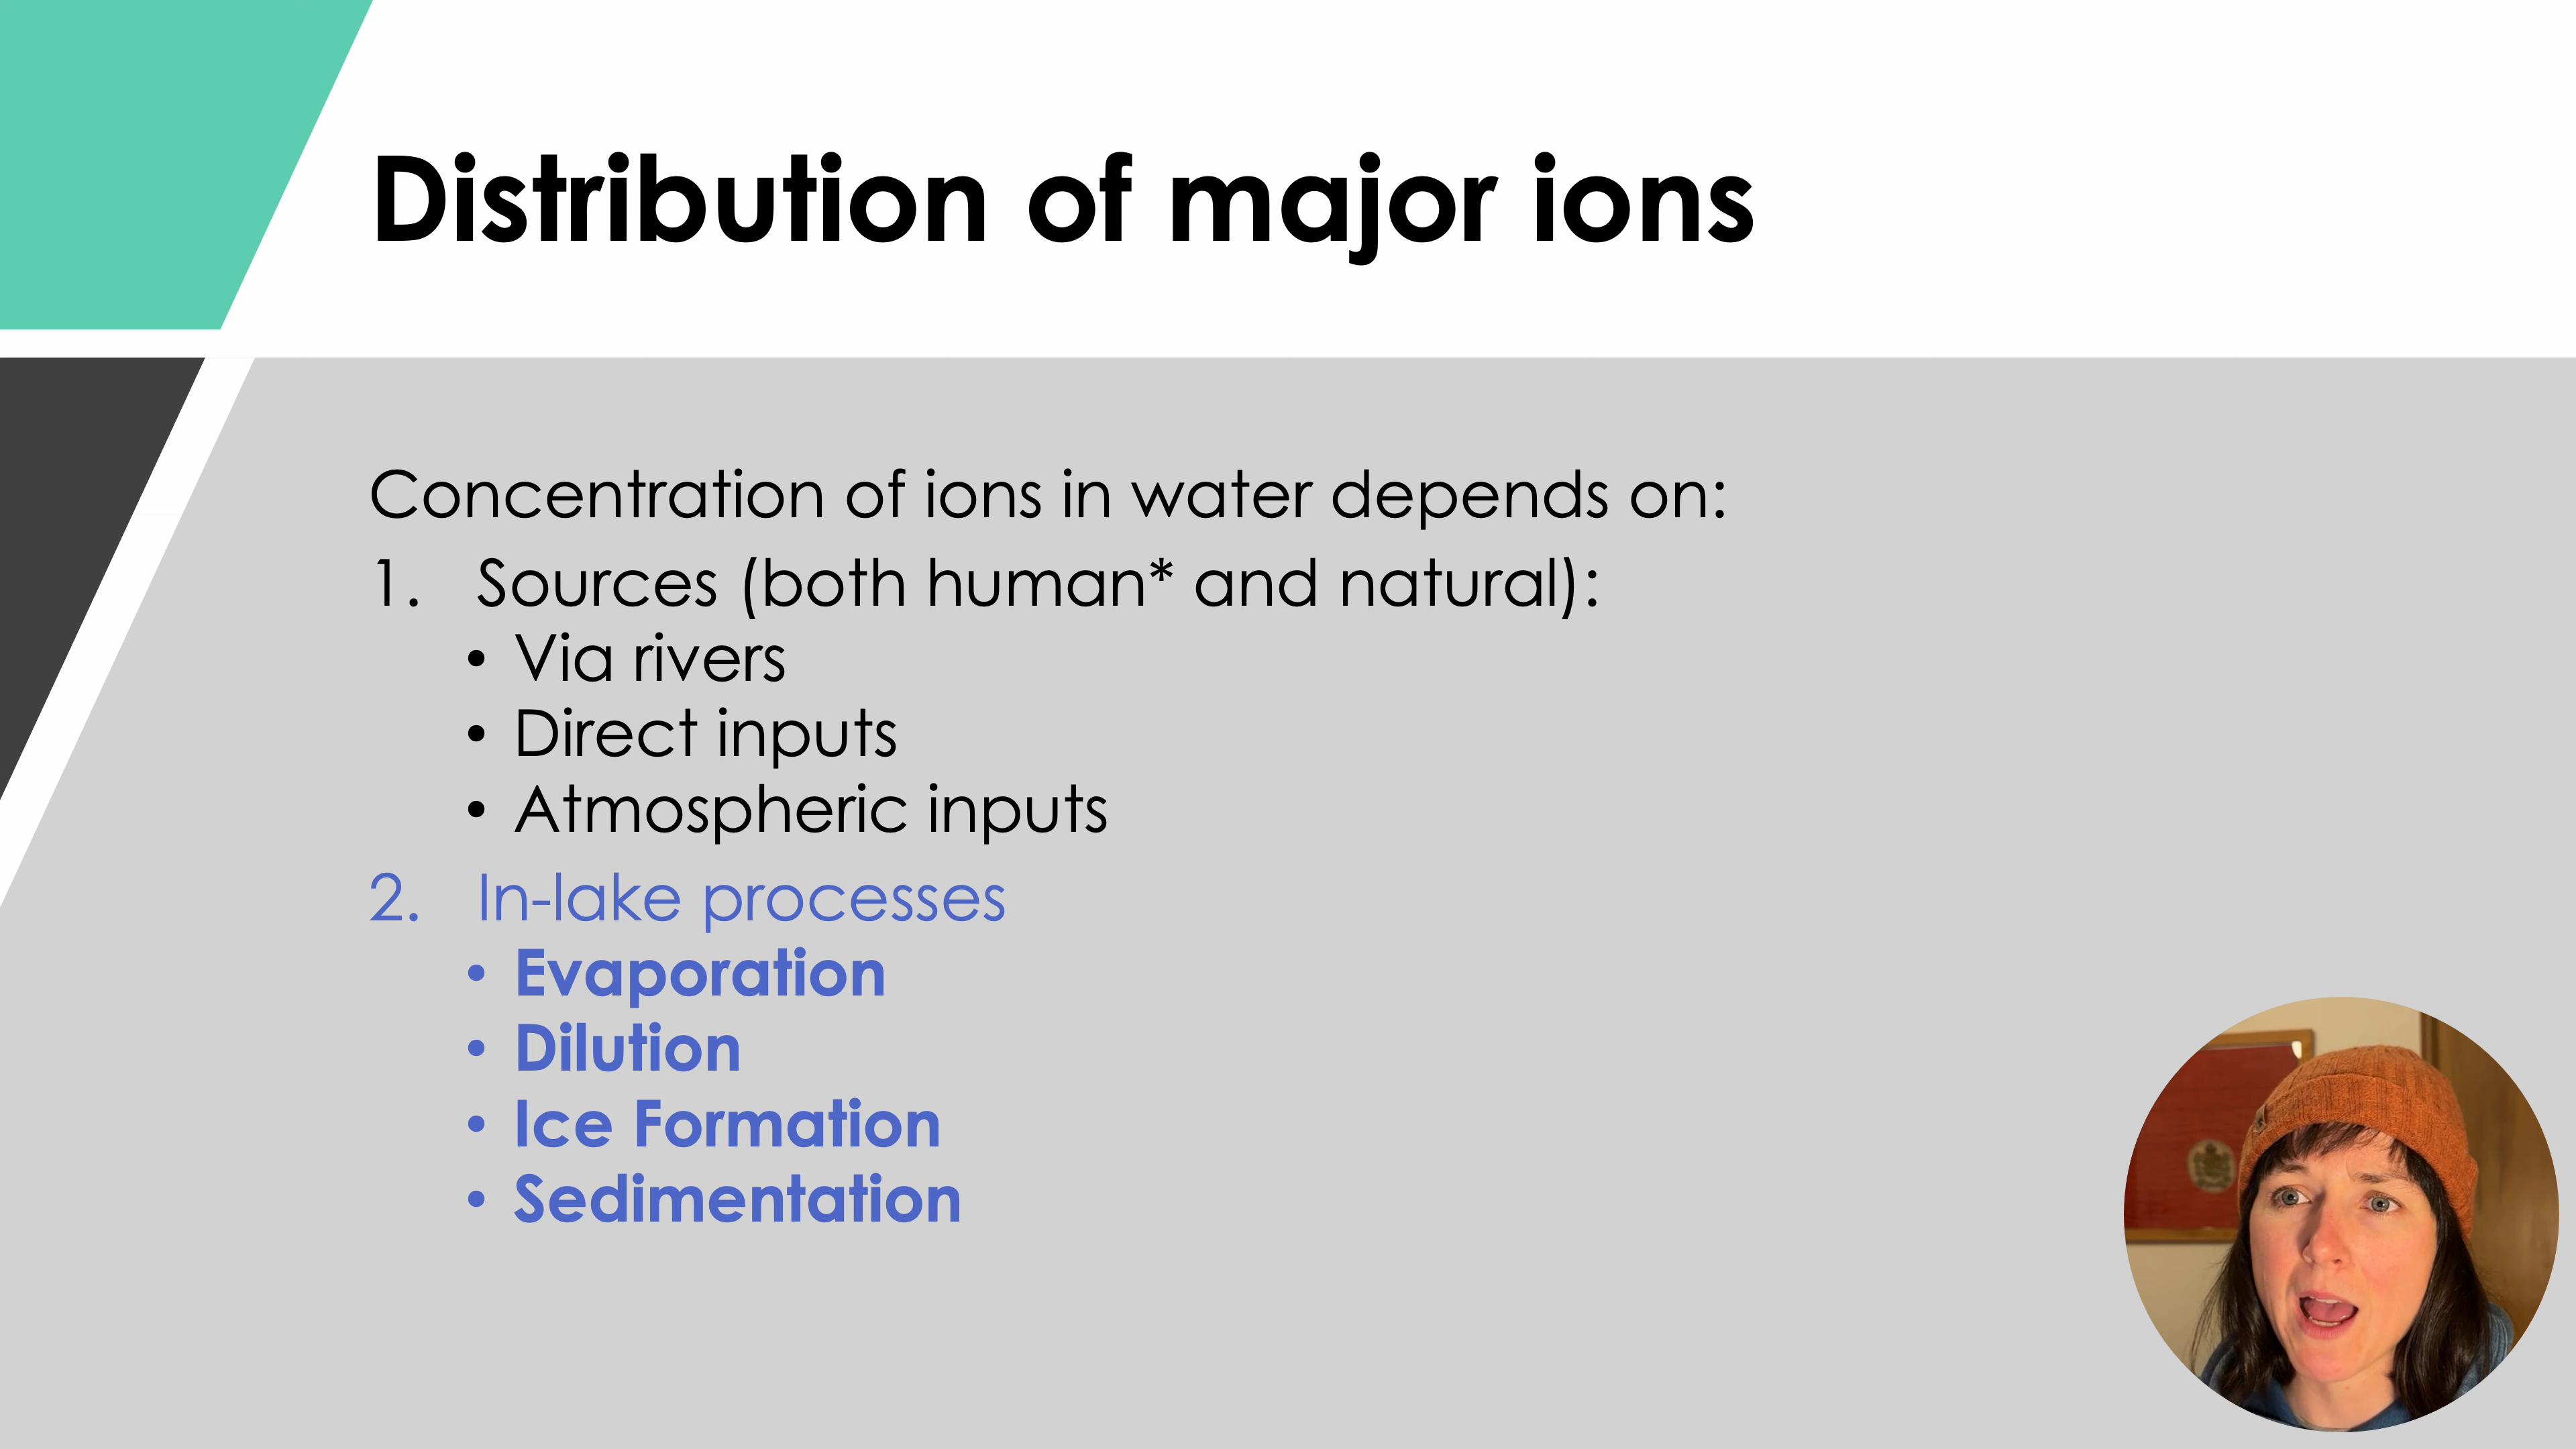 Distribution of major ions
Concentration of ions in water depends on:
1. Sources (both human* and natural):
• Via rivers
• Direct inputs
• Atmospheric inputs
2. In-lake processes
• Evaporation
• Dilution
• Ice Formation
• Sedimentation